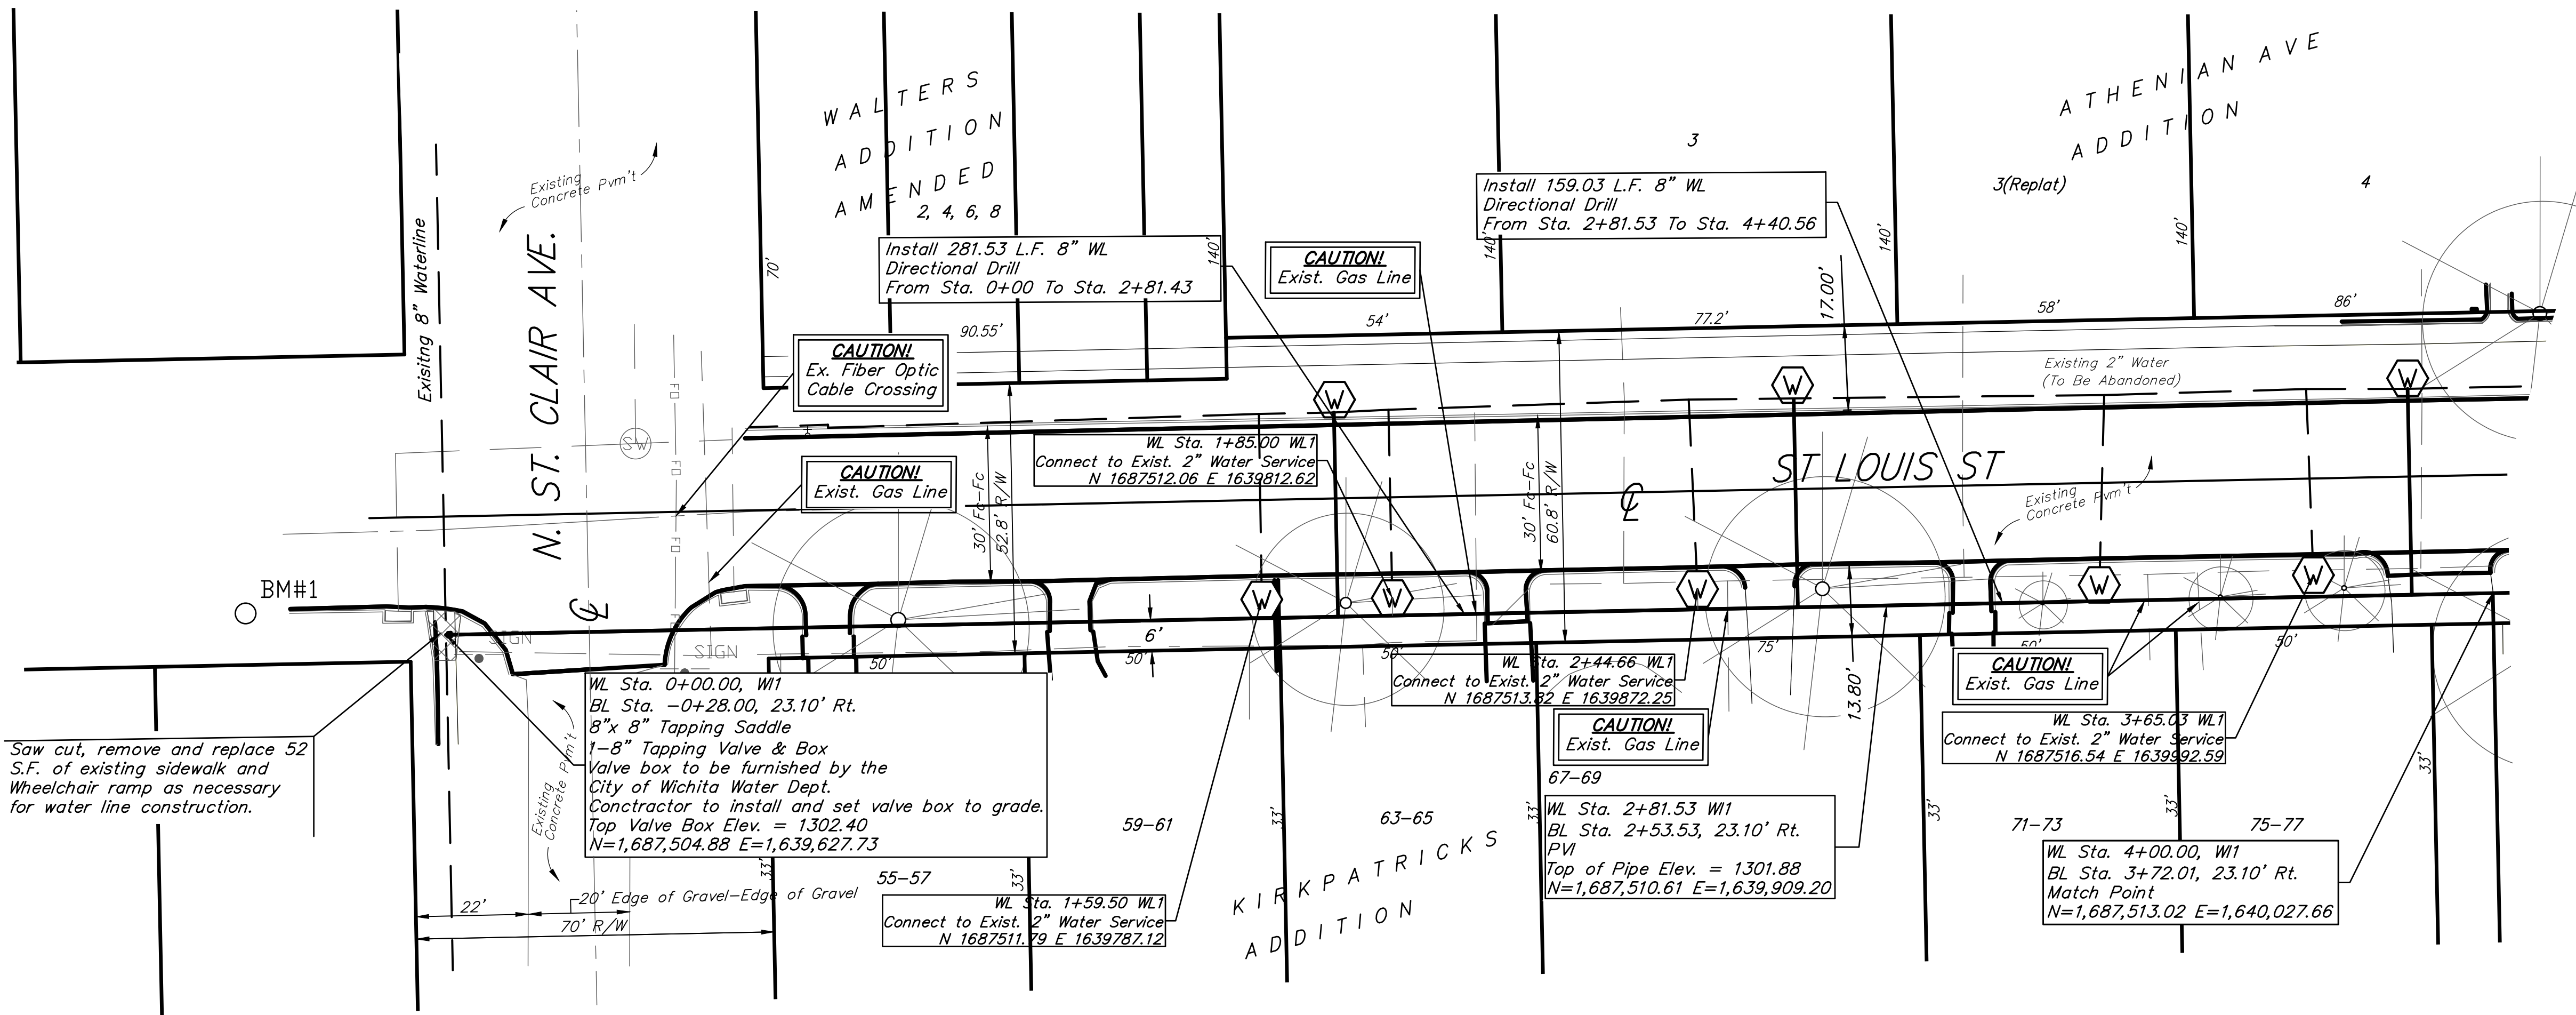 WALTERS
ADDITION
AMENDED
2, 4, 6, 8
ATHENIAN AVE
ADDITION
3
3(Replat)
4
Existing
Concrete Pvm't
Exisitng 8" Waterline
N. ST. CLAIR AVE.
70'
140'
140'
140'
140'
Install 281.53 L.F. 8" WL
Directional Drill
From Sta. 0+00 To Sta. 2+81.43
CAUTION!
Exist. Gas Line
Install 159.03 L.F. 8" WL
Directional Drill
From Sta. 2+81.53 To Sta. 4+40.56
17.00'
90.55'
54'
77.2'
58'
86'
CAUTION!
Ex. Fiber Optic
Cable Crossing
Existing 2" Water
(To Be Abandoned)
FO
FO
FO
SW
W
W
W
WL Sta. 1+85.00 WL1
Connect to Exist. 2" Water Service
N 1687512.06 E 1639812.62
CAUTION!
Exist. Gas Line
30' Fc-Fc
52.8' R/W
30' Fc-Fc
60.8' R/W
ST LOUIS ST
Existing
Concrete Pvm't
BM#1
SIGN
SIGN
W
W
W
W
W
6'
50'
50'
50'
75'
50'
50'
13.80'
WL Sta. 2+44.66 WL1
Connect to Exist. 2" Water Service
N 1687513.82 E 1639872.25
CAUTION!
Exist. Gas Line
CAUTION!
Exist. Gas Line
WL Sta. 3+65.03 WL1
Connect to Exist. 2" Water Service
N 1687516.54 E 1639992.59
Saw cut, remove and replace 52
S.F. of existing sidewalk and
Wheelchair ramp as necessary
for water line construction.
WL Sta. 0+00.00, Wl1
BL Sta. -0+28.00, 23.10' Rt.
8"x 8" Tapping Saddle
1-8" Tapping Valve & Box
Valve box to be furnished by the
City of Wichita Water Dept.
Conctractor to install and set valve box to grade.
Top Valve Box Elev. = 1302.40
N=1,687,504.88 E=1,639,627.73
Existing
Concrete Pvm't
59-61
63-65
67-69
71-73
75-77
55-57
33'
33'
33'
33'
33'
33'
33'
WL Sta. 2+81.53 Wl1
BL Sta. 2+53.53, 23.10' Rt.
PVI
Top of Pipe Elev. = 1301.88
N=1,687,510.61 E=1,639,909.20
WL Sta. 4+00.00, Wl1
BL Sta. 3+72.01, 23.10' Rt.
Match Point
N=1,687,513.02 E=1,640,027.66
KIRKPATRICKS
ADDITION
WL Sta. 1+59.50 WL1
Connect to Exist. 2" Water Service
N 1687511.79 E 1639787.12
22'
20' Edge of Gravel-Edge of Gravel
70' R/W